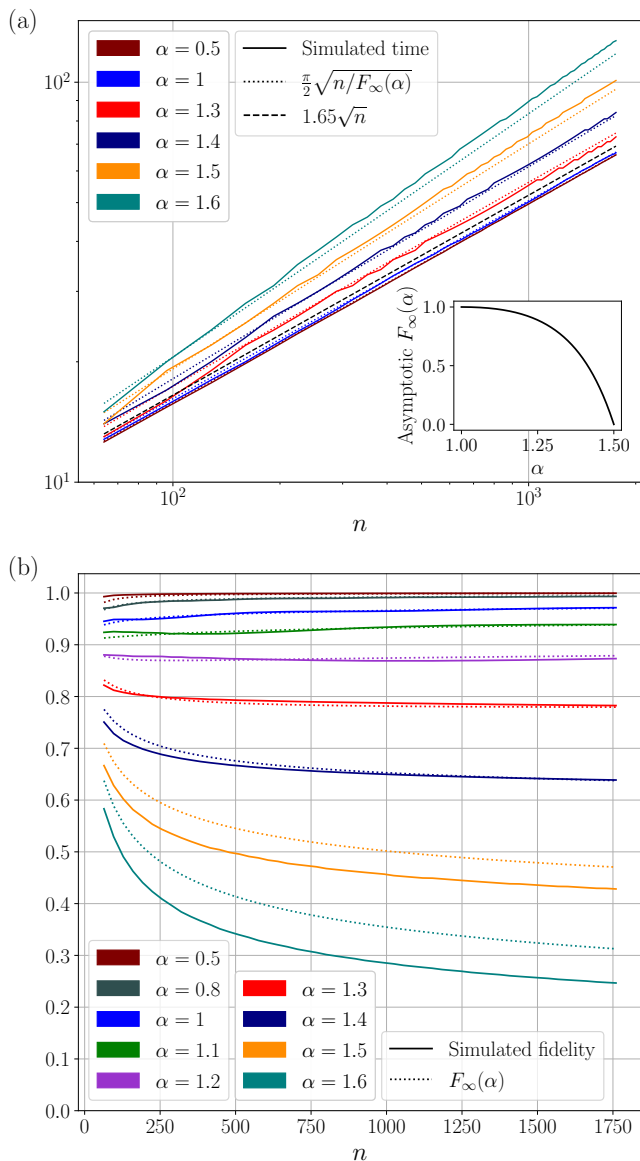 (a)
10²
10¹
α = 0.5
α = 1
α = 1.3
α = 1.4
α = 1.5
α = 1.6
Simulated time
π/2 √(n/F∞(α))
1.65√n
Asymptotic F∞(α)
1.0
0.5
0.0
1.00 1.25 1.50
α
10² 10³
n
(b)
1.0
0.9
0.8
0.7
0.6
0.5
0.4
0.3
0.2
0.1
0.0
α = 0.5
α = 0.8
α = 1
α = 1.1
α = 1.2
α = 1.3
α = 1.4
α = 1.5
α = 1.6
Simulated fidelity
F∞(α)
0 250 500 750 1000 1250 1500 1750
n